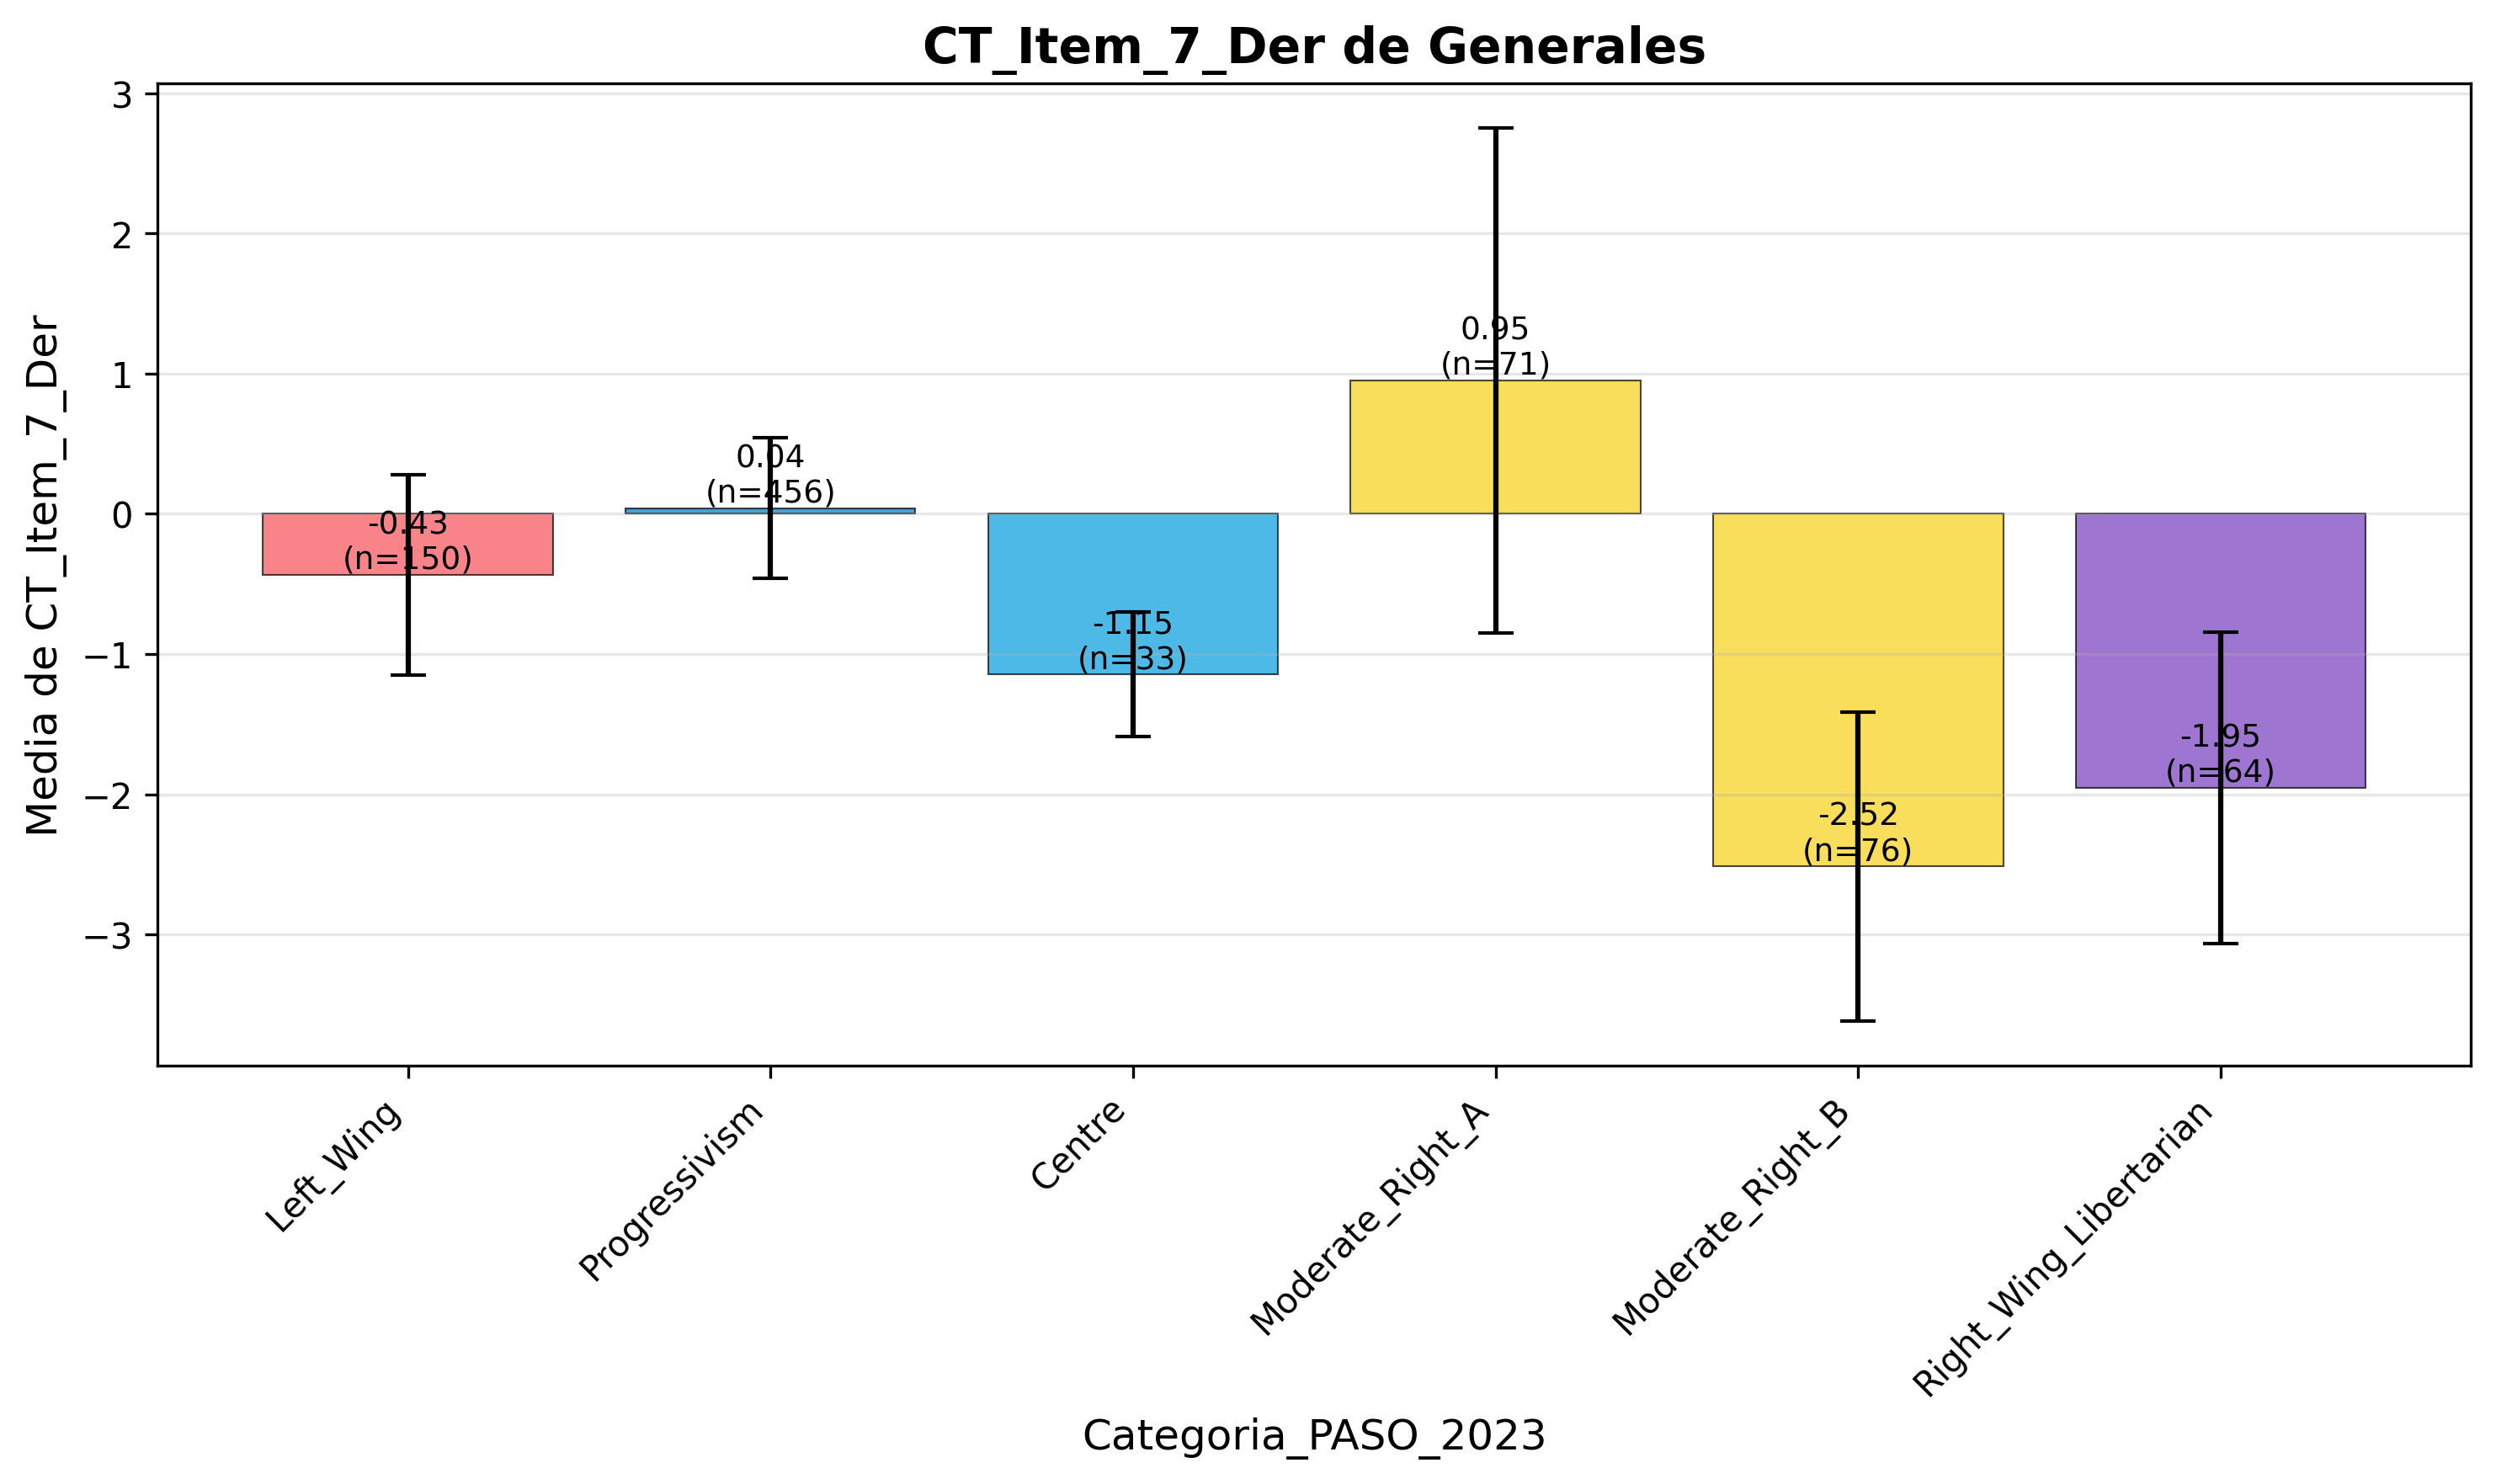 CT_Item_7_Der de Generales
Media de CT_Item_7_Der
3
2
1
0
−1
−2
−3
-0.43
(n=150)
0.04
(n=456)
-1.15
(n=33)
0.95
(n=71)
-2.52
(n=76)
-1.95
(n=64)
Left_Wing
Progressivism
Centre
Moderate_Right_A
Moderate_Right_B
Right_Wing_Libertarian
Categoria_PASO_2023